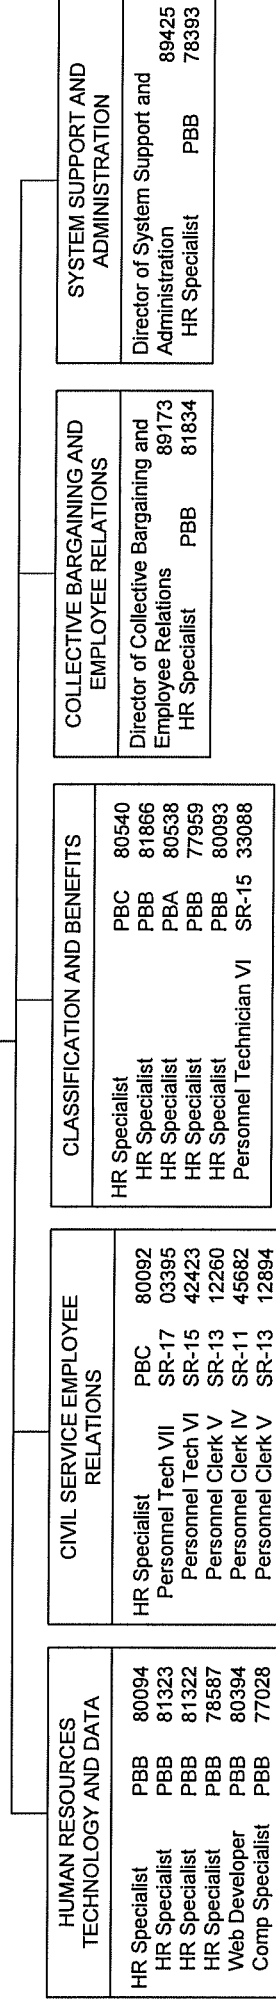 HUMAN RESOURCES
TECHNOLOGY AND DATA
HR Specialist PBB 80094
HR Specialist PBB 81323
HR Specialist PBB 81322
HR Specialist PBB 78587
Web Developer PBB 80394
Comp Specialist PBB 77028
CIVIL SERVICE EMPLOYEE
RELATIONS
HR Specialist PBC 80092
Personnel Tech VII SR-17 03395
Personnel Tech VI SR-15 42423
Personnel Clerk V SR-13 12260
Personnel Clerk IV SR-11 45682
Personnel Clerk V SR-13 12894
CLASSIFICATION AND BENEFITS
HR Specialist PBC 80540
HR Specialist PBB 81866
HR Specialist PBA 80538
HR Specialist PBB 77959
HR Specialist PBB 80093
Personnel Technician VI SR-15 33088
COLLECTIVE BARGAINING AND
EMPLOYEE RELATIONS
Director of Collective Bargaining and
Employee Relations 89173
HR Specialist PBB 81834
SYSTEM SUPPORT AND
ADMINISTRATION
Director of System Support and
Administration 89425
HR Specialist PBB 78393